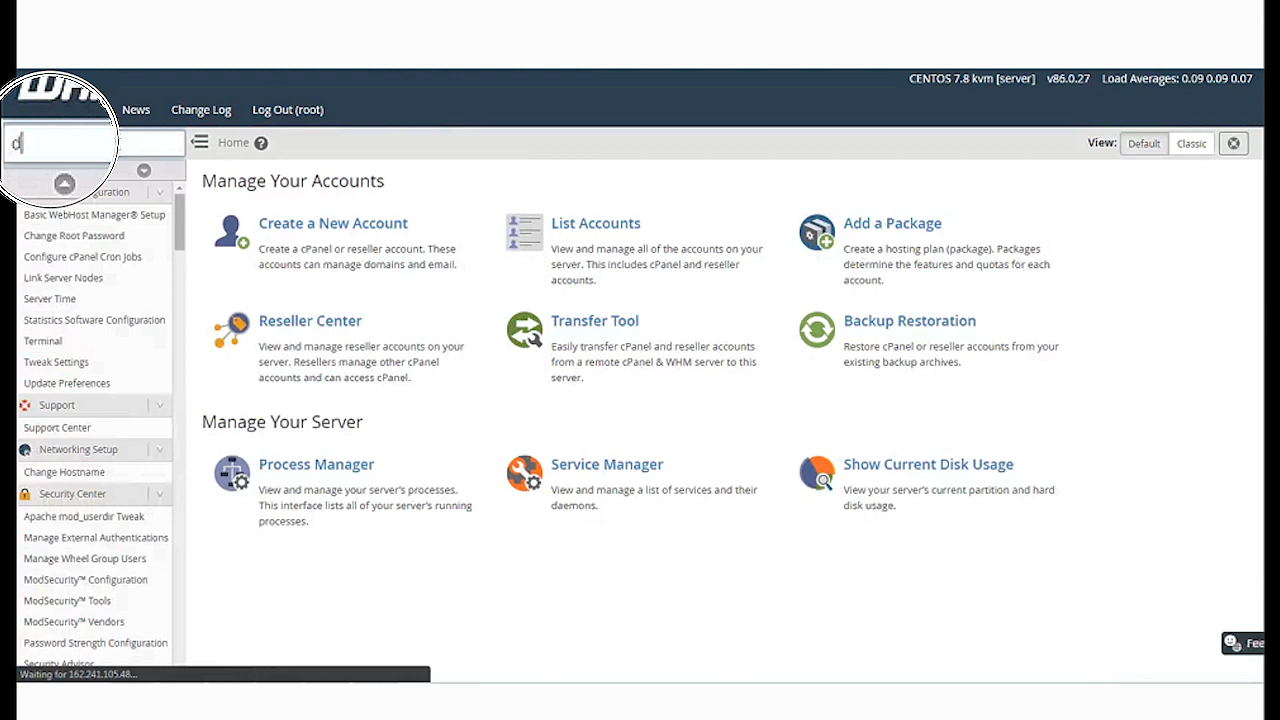 CENTOS 7.8 kvm [server] v86.0.27 Load Averages: 0.09 0.09 0.07
News Change Log Log Out (root)
d
Home
View: Default Classic
Basic WebHost Manager® Setup
Change Root Password
Configure cPanel Cron Jobs
Link Server Nodes
Server Time
Statistics Software Configuration
Terminal
Tweak Settings
Update Preferences
Support
Support Center
Networking Setup
Change Hostname
Security Center
Apache mod_userdir Tweak
Manage External Authentications
Manage Wheel Group Users
ModSecurity™ Configuration
ModSecurity™ Tools
ModSecurity™ Vendors
Password Strength Configuration
Security Advisor
Waiting for 162.241.105.48...
Manage Your Accounts
Create a New Account
Create a cPanel or reseller account. These
accounts can manage domains and email.
List Accounts
View and manage all of the accounts on your
server. This includes cPanel and reseller
accounts.
Add a Package
Create a hosting plan (package). Packages
determine the features and quotas for each
account.
Reseller Center
View and manage reseller accounts on your
server. Resellers manage other cPanel
accounts and can access cPanel.
Transfer Tool
Easily transfer cPanel and reseller accounts
from a remote cPanel & WHM server to this
server.
Backup Restoration
Restore cPanel or reseller accounts from your
existing backup archives.
Manage Your Server
Process Manager
View and manage your server's processes.
This interface lists all of your server's running
processes.
Service Manager
View and manage a list of services and their
daemons.
Show Current Disk Usage
View your server's current partition and hard
disk usage.
Fee